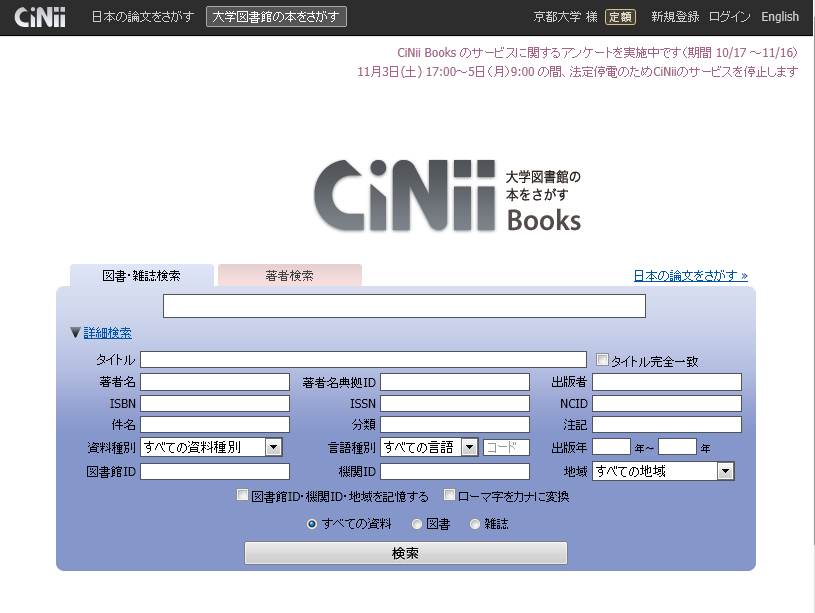 CiNii 日本の論文をさがす 大学図書館の本をさがす 京都大学 様 定額 新規登録 ログイン English
CiNii Books のサービスに関するアンケートを実施中です(期間 10/17 ～11/16)
11月3日(土) 17:00～5日(月)9:00 の間、法定停電のためCiNiiのサービスを停止します
CiNii 大学図書館の
本をさがす
Books
図書・雑誌検索 著者検索 日本の論文をさがす »
▼詳細検索
タイトル タイトル完全一致
著者名 著者名典拠ID 出版者
ISBN ISSN NCID
件名 分類 注記
資料種別 すべての資料種別 言語種別 すべての言語 コード 出版年 年～ 年
図書館ID 機関ID 地域 すべての地域
図書館ID・機関ID・地域を記憶する ローマ字をカナに変換
すべての資料 図書 雑誌
検索